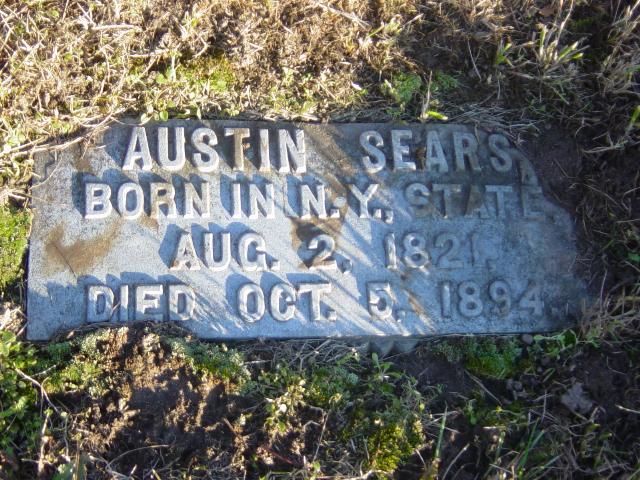 AUSTIN SEARS
BORN IN N.Y., STATE.
AUG. 2, 1821.
DIED OCT. 5, 1894.